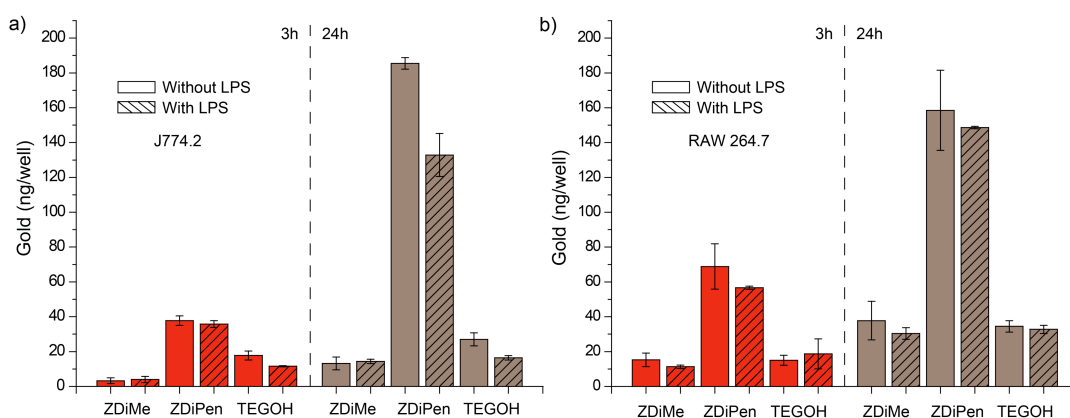 a)
3h 24h
Without LPS
With LPS
J774.2
Gold (ng/well)
200
180
160
140
120
100
80
60
40
20
0
ZDiMe ZDiPen TEGOH ZDiMe ZDiPen TEGOH
b)
3h 24h
Without LPS
With LPS
RAW 264.7
Gold (ng/well)
200
180
160
140
120
100
80
60
40
20
0
ZDiMe ZDiPen TEGOH ZDiMe ZDiPen TEGOH